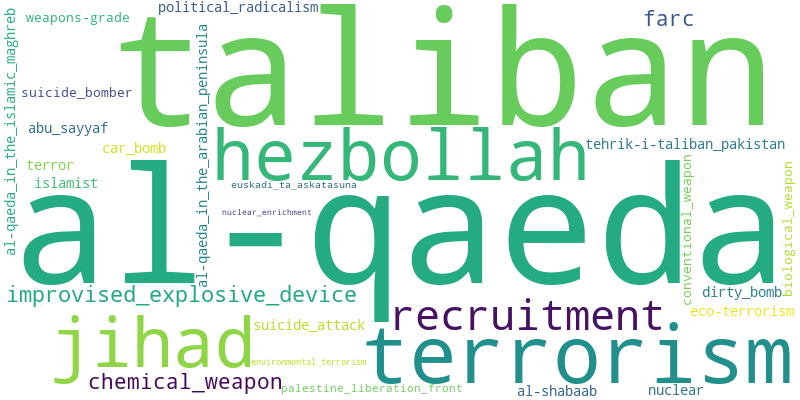 al-qaeda_in_the_islamic_maghreb
weapons-grade
political_radicalism
farc
taliban
suicide_bomber
al-qaeda_in_the_arabian_peninsula
abu_sayyaf
hezbollah
tehrik-i-taliban_pakistan
car_bomb
terror
islamist
euskadi_ta_askatasuna
conventional_weapon
biological_weapon
al-qaeda
nuclear_enrichment
improvised_explosive_device
dirty_bomb
recruitment
eco-terrorism
jihad
suicide_attack
terrorism
environmental_terrorism
chemical_weapon
palestine_liberation_front
al-shabaab
nuclear